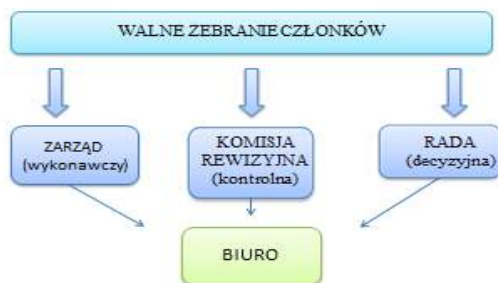 WALNE ZEBRANIE CZŁONKÓW
ZARZĄD
(wykonawczy)
KOMISJA
REWIZYJNA
(kontrolna)
RADA
(decyzyjna)
BIURO